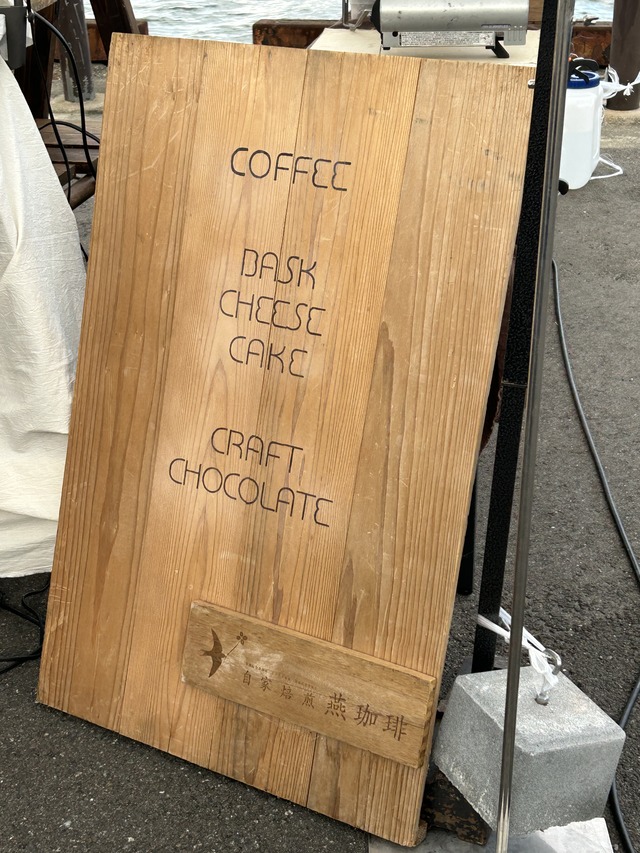 COFFEE
BASK
CHEESE
CAKE
CRAFT
CHOCOLATE
自家焙煎 燕珈琲